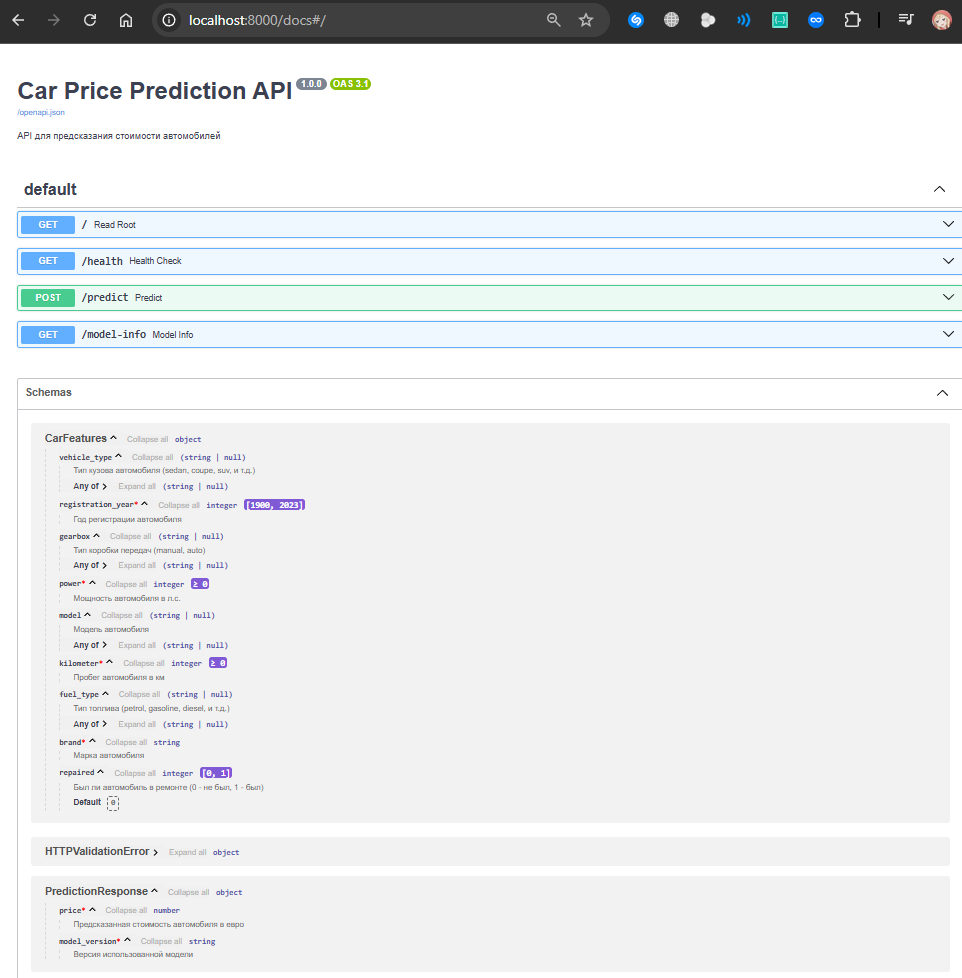 localhost:8000/docs#/
Car Price Prediction API 1.0.0 OAS 3.1
/openapi.json
API для предсказания стоимости автомобилей
default
GET / Read Root
GET /health Health Check
POST /predict Predict
GET /model-info Model Info
Schemas
CarFeatures Collapse all object
vehicle_type Collapse all (string | null)
Тип кузова автомобиля (sedan, coupe, suv, и т.д.)
Any of Expand all (string | null)
registration_year* Collapse all integer [1900, 2023]
Год регистрации автомобиля
gearbox Collapse all (string | null)
Тип коробки передач (manual, auto)
Any of Expand all (string | null)
power* Collapse all integer ≥ 0
Мощность автомобиля в л.с.
model Collapse all (string | null)
Модель автомобиля
Any of Expand all (string | null)
kilometer* Collapse all integer ≥ 0
Пробег автомобиля в км
fuel_type Collapse all (string | null)
Тип топлива (petrol, gasoline, diesel, и т.д.)
Any of Expand all (string | null)
brand* Collapse all string
Марка автомобиля
repaired Collapse all integer [0, 1]
Был ли автомобиль в ремонте (0 - не был, 1 - был)
Default 0
HTTPValidationError Expand all object
PredictionResponse Collapse all object
price* Collapse all number
Предсказанная стоимость автомобиля в евро
model_version* Collapse all string
Версия использованной модели